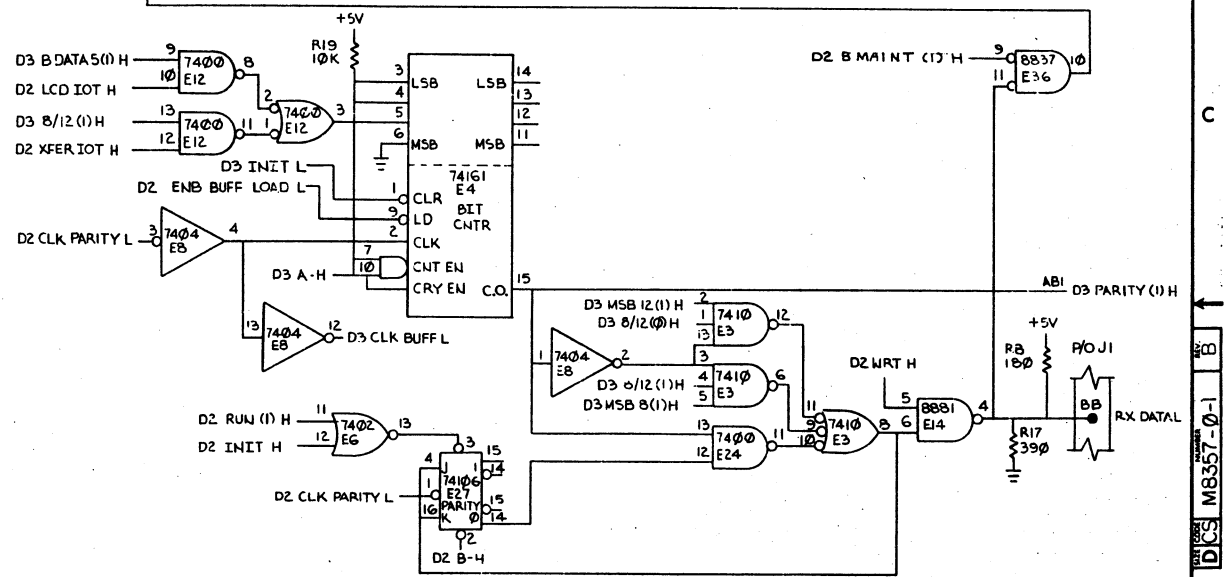 +5V
R19
10K
D3 BDATA5(1) H
9
10
7400
E12
8
D2 LCD IOT H
D3 8/12(1)H
13
12
7400
E12
11
D2 XFER IOT H
2
1
7400
E12
3
3
4
5
6
LSB
MSB
LSB
MSB
14
13
12
11
74161
E4
BIT
CNTR
D3 INIT L
1
CLR
D2 ENB BUFF LOAD L
9
LD
2
CLK
7
10
CNT EN
D3 A-H
CRY EN
C.O.
15
D2 CLK PARITY L
3
7404
E8
4
13
7404
E8
12
D3 CLK BUFF L
D2 B MAINT (1) H
9
11
8837
E36
10
C
AB1
D3 PARITY (1) H
D3 MSB 12(1) H
2
D3 8/12(0)H
1
13
7410
E3
12
1
7404
E8
2
3
D3 8/12(1)H
4
D3 MSB 8(1)H
5
7410
E3
6
13
12
7400
E24
11
11
9
10
7410
E3
8
D2 WRT H
5
6
8881
E14
4
+5V
R8
180
R17
390
P/O J1
BB
RX DATA L
D2 RUN (1) H
11
D2 INIT H
12
7402
E6
13
3
4
J
1
15
14
74106
E27
D2 CLK PARITY L
1
PARITY
16
K
0
15
14
2
D2 B-H
SIZE
D
CODE
CS
NUMBER
M8357-0-1
REV.
B